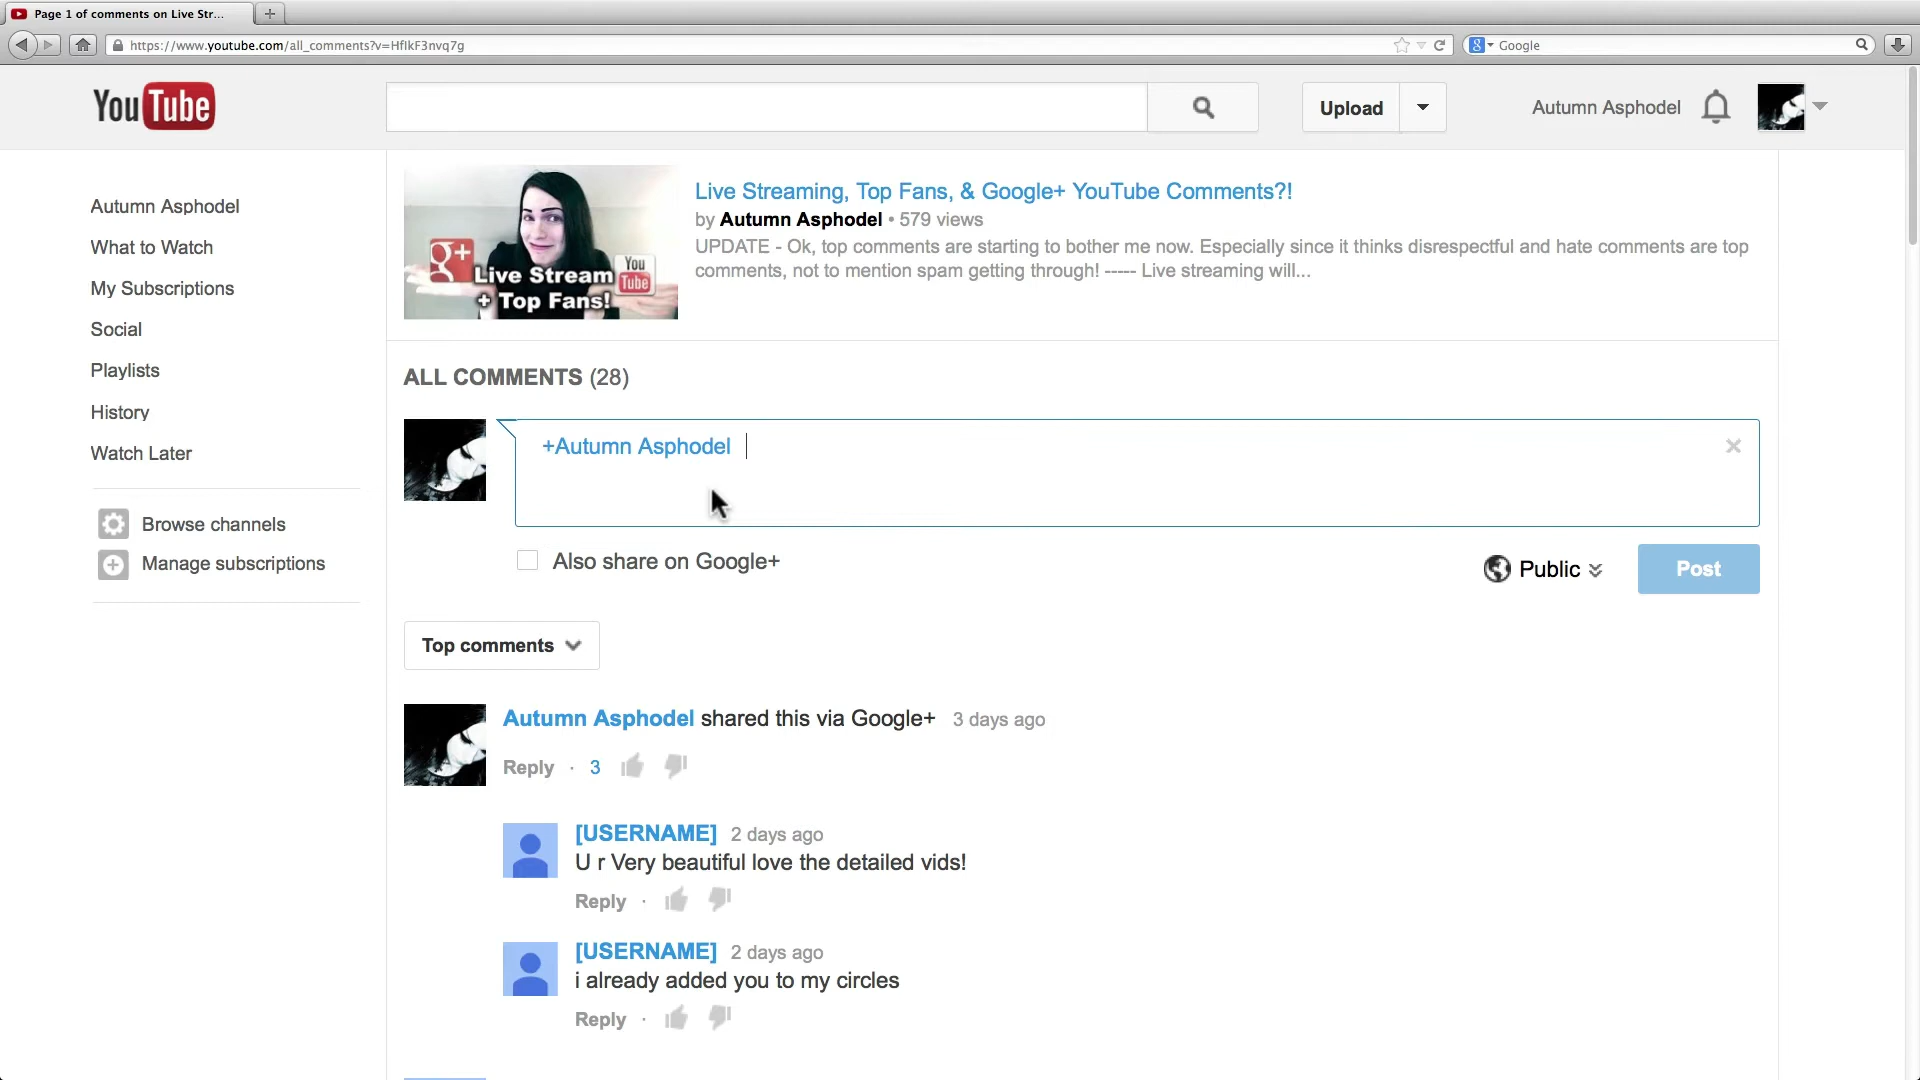 Page 1 of comments on Live Str...
https://www.youtube.com/all_comments?v=HflkF3nvq7g
Google
YouTube
Upload
Autumn Asphodel
Autumn Asphodel
What to Watch
My Subscriptions
Social
Playlists
History
Watch Later
Browse channels
Manage subscriptions
g+ Live Stream You Tube
+ Top Fans!
Live Streaming, Top Fans, & Google+ YouTube Comments?!
by Autumn Asphodel • 579 views
UPDATE - Ok, top comments are starting to bother me now. Especially since it thinks disrespectful and hate comments are top
comments, not to mention spam getting through! ----- Live streaming will...
ALL COMMENTS (28)
+Autumn Asphodel
Also share on Google+
Public
Post
Top comments
Autumn Asphodel shared this via Google+ 3 days ago
Reply · 3
[USERNAME] 2 days ago
U r Very beautiful love the detailed vids!
Reply ·
[USERNAME] 2 days ago
i already added you to my circles
Reply ·